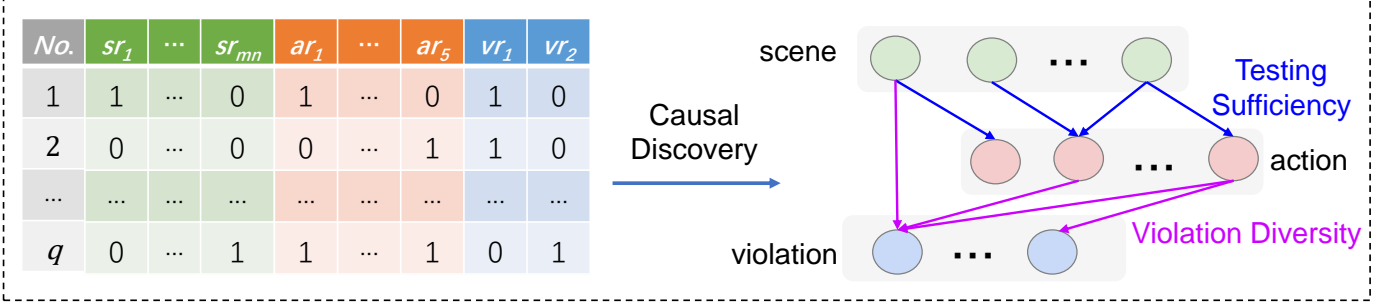 No. sr1 ... srmn ar1 ... ar5 vr1 vr2
1 1 ... 0 1 ... 0 1 0
2 0 ... 0 0 ... 1 1 0
... ... ... ... ... ... ... ... ...
q 0 ... 1 1 ... 1 0 1
Causal
Discovery
scene
...
Testing
Sufficiency
...
action
Violation Diversity
violation
...